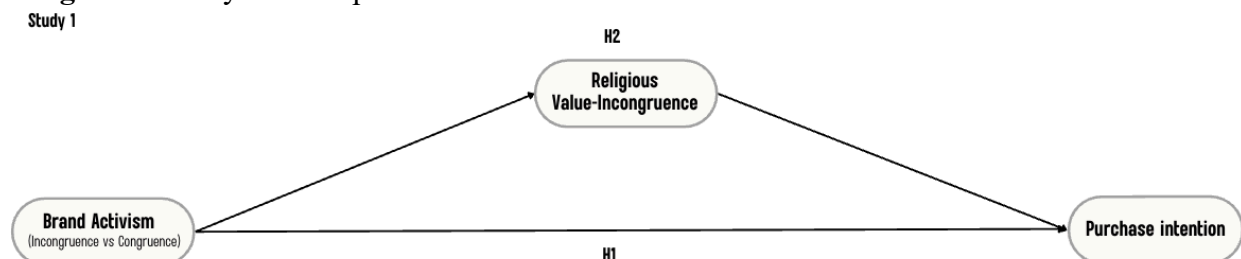 Study 1
H2
Religious
Value-Incongruence
Brand Activism
(Incongruence vs Congruence)
Purchase intention
H1